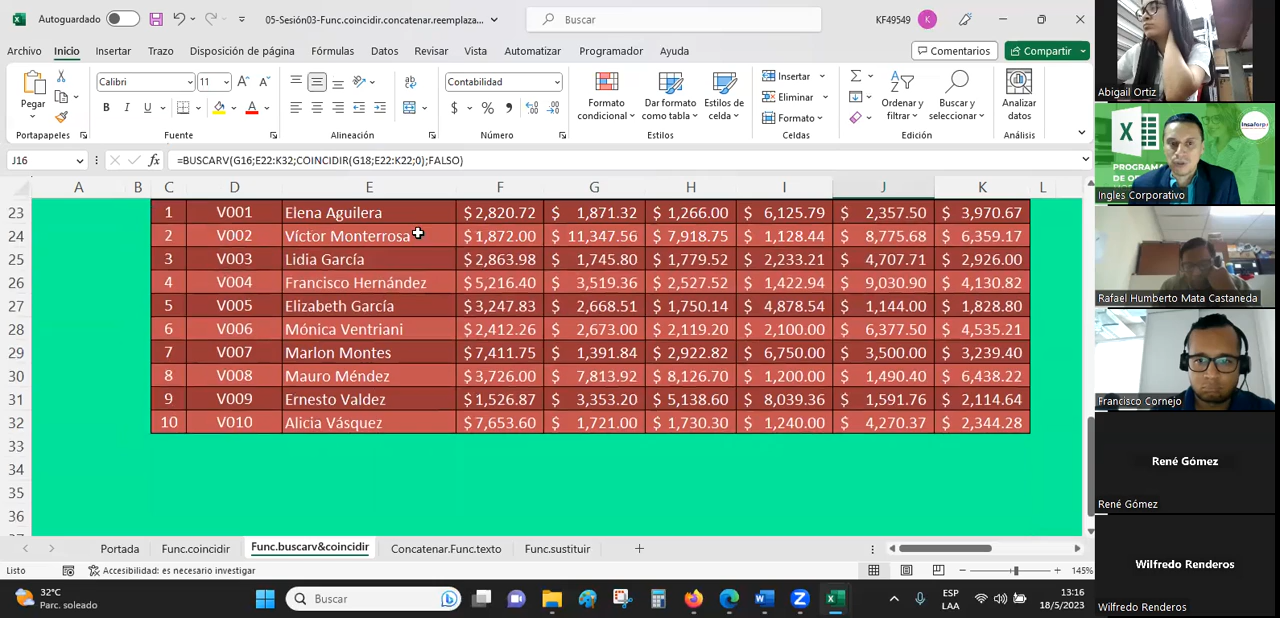 Autoguardado
05-Sesión03-Func.coincidir.concatenar.reemplaza...
Buscar
KF49549
K
Archivo Inicio Insertar Trazo Disposición de página Fórmulas Datos Revisar Vista Automatizar Programador Ayuda
Comentarios
Compartir
Pegar
Calibri
11
N K S
Contabilidad
$ % 
Formato condicional
Dar formato como tabla
Estilos de celda
Insertar
Eliminar
Formato
Ordenar y filtrar
Buscar y seleccionar
Analizar datos
Portapapeles Fuente Alineación Número Estilos Celdas Edición Análisis
J16
fx
=BUSCARV(G16;E22:K32;COINCIDIR(G18;E22:K22;0);FALSO)
A B C D E F G H I J K L
23 1 V001 Elena Aguilera $ 2,820.72 $ 1,871.32 $ 1,266.00 $ 6,125.79 $ 2,357.50 $ 3,970.67
24 2 V002 Víctor Monterrosa $ 1,872.00 $ 11,347.56 $ 7,918.75 $ 1,128.44 $ 8,775.68 $ 6,359.17
25 3 V003 Lidia García $ 2,863.98 $ 1,745.80 $ 1,779.52 $ 2,233.21 $ 4,707.71 $ 2,926.00
26 4 V004 Francisco Hernández $ 5,216.40 $ 3,519.36 $ 2,527.52 $ 1,422.94 $ 9,030.90 $ 4,130.82
27 5 V005 Elizabeth García $ 3,247.83 $ 2,668.51 $ 1,750.14 $ 4,878.54 $ 1,144.00 $ 1,828.80
28 6 V006 Mónica Ventriani $ 2,412.26 $ 2,673.00 $ 2,119.20 $ 2,100.00 $ 6,377.50 $ 4,535.21
29 7 V007 Marlon Montes $ 7,411.75 $ 1,391.84 $ 2,922.82 $ 6,750.00 $ 3,500.00 $ 3,239.40
30 8 V008 Mauro Méndez $ 3,726.00 $ 7,813.92 $ 8,126.70 $ 1,200.00 $ 1,490.40 $ 6,438.22
31 9 V009 Ernesto Valdez $ 1,526.87 $ 3,353.20 $ 5,138.60 $ 8,039.36 $ 1,591.76 $ 2,114.64
32 10 V010 Alicia Vásquez $ 7,653.60 $ 1,721.00 $ 1,730.30 $ 1,240.00 $ 4,270.37 $ 2,344.28
33
34
35
36
Portada Func.coincidir Func.buscarv&coincidir Concatenar.Func.texto Func.sustituir
Listo
Accesibilidad: es necesario investigar
145%
32°C
Parc. soleado
Buscar
ESP
LAA
13:16
18/5/2023
Abigail Ortiz
Ingles Corporativo
Rafael Humberto Mata Castaneda
Francisco Cornejo
René Gómez
René Gómez
Wilfredo Renderos
Wilfredo Renderos